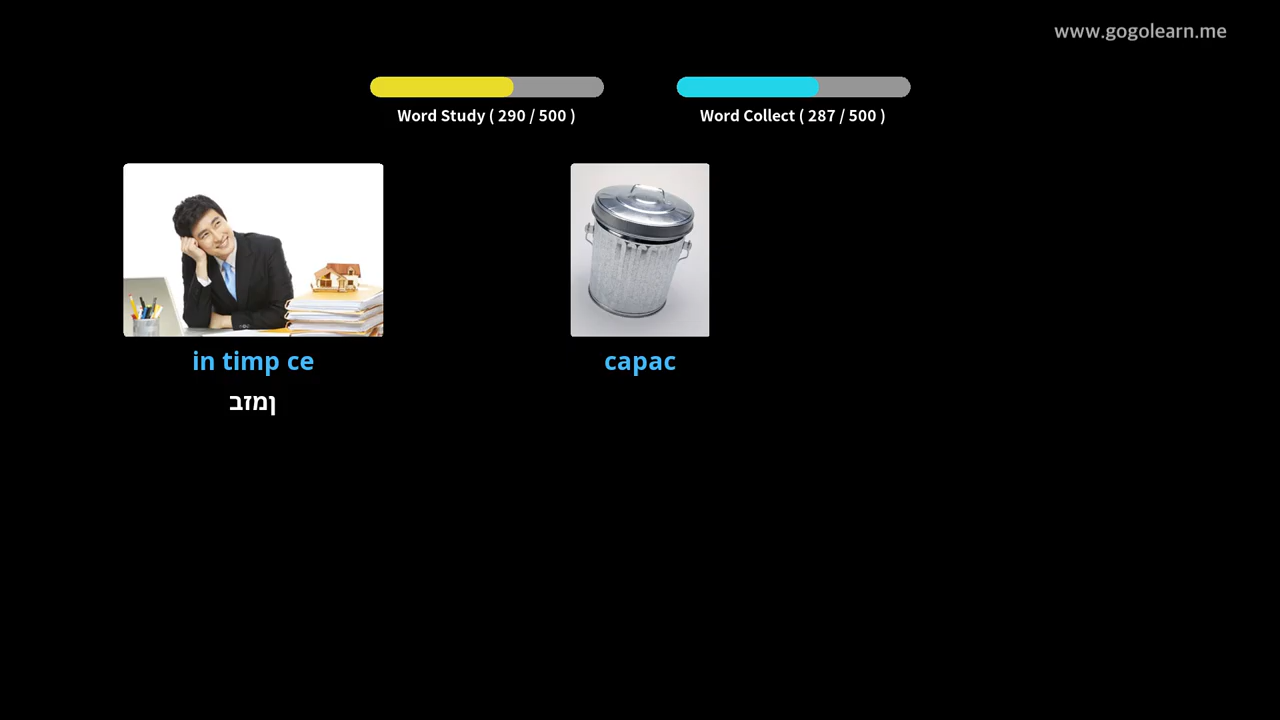 www.gogolearn.me
Word Study ( 290 / 500 )
Word Collect ( 287 / 500 )
in timp ce
capac
בזמן